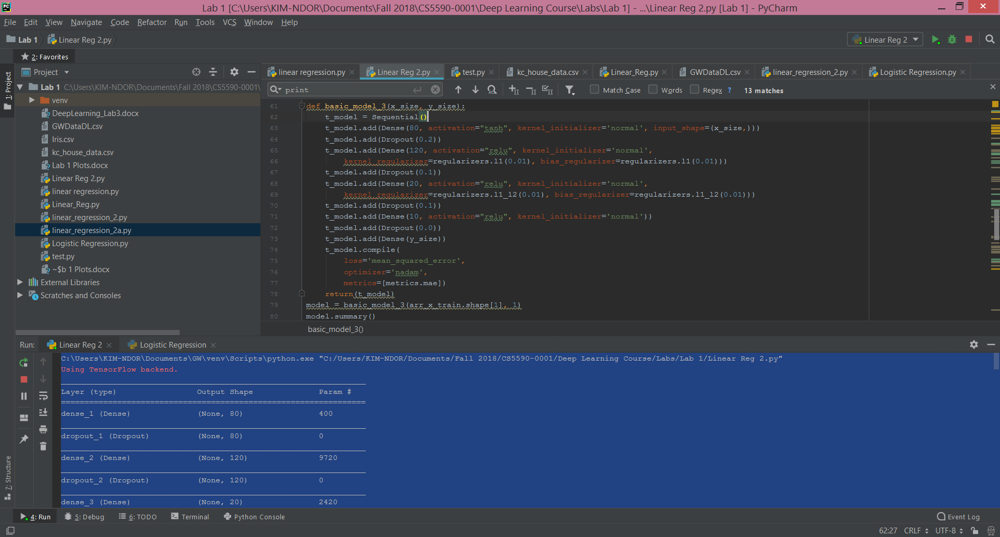 PC
Lab 1 [C:\Users\KIM-NDOR\Documents\Fall 2018\CS5590-0001\Deep Learning Course\Labs\Lab 1] - ...\Linear Reg 2.py [Lab 1] - PyCharm
File Edit View Navigate Code Refactor Run Tools VCS Window Help
Lab 1 Linear Reg 2.py Linear Reg 2
2: Favorites
1: Project
Project
Lab 1 C:\Users\KIM-NDOR\Documents\Fall 2018\CS5590-0001\
venv
DeepLearning_Lab3.docx
GWDataDL.csv
Iris.csv
kc_house_data.csv
Lab 1 Plots.docx
Linear Reg 2.py
linear regression.py
Linear_Reg.py
linear_regression_2.py
linear_regression_2a.py
Logistic Regression.py
test.py
~$b 1 Plots.docx
External Libraries
Scratches and Consoles
linear regression.py Linear Reg 2.py test.py kc_house_data.csv Linear_Reg.py GWDataDL.csv linear_regression_2.py Logistic Regression.py
print Match Case Words Regex ? 13 matches
61 def basic_model_3(x_size, y_size):
62 t_model = Sequential()
63 t_model.add(Dense(80, activation="tanh", kernel_initializer='normal', input_shape=(x_size,)))
64 t_model.add(Dropout(0.2))
65 t_model.add(Dense(120, activation="relu", kernel_initializer='normal',
66 kernel_regularizer=regularizers.l1(0.01), bias_regularizer=regularizers.l1(0.01)))
67 t_model.add(Dropout(0.1))
68 t_model.add(Dense(20, activation="relu", kernel_initializer='normal',
69 kernel_regularizer=regularizers.l1_l2(0.01), bias_regularizer=regularizers.l1_l2(0.01)))
70 t_model.add(Dropout(0.1))
71 t_model.add(Dense(10, activation="relu", kernel_initializer='normal'))
72 t_model.add(Dropout(0.0))
73 t_model.add(Dense(y_size))
74 t_model.compile(
75 loss='mean_squared_error',
76 optimizer='nadam',
77 metrics=[metrics.mae])
78 return(t_model)
79 model = basic_model_3(arr_x_train.shape[1], 1)
80 model.summary()
basic_model_3()
Run: Linear Reg 2 Logistic Regression
C:\Users\KIM-NDOR\Documents\GW\venv\Scripts\python.exe "C:/Users/KIM-NDOR/Documents/Fall 2018/CS5590-0001/Deep Learning Course/Labs/Lab 1/Linear Reg 2.py"
Using TensorFlow backend.
_________________________________________________________________
Layer (type) Output Shape Param #
=================================================================
dense_1 (Dense) (None, 80) 400
_________________________________________________________________
dropout_1 (Dropout) (None, 80) 0
_________________________________________________________________
dense_2 (Dense) (None, 120) 9720
_________________________________________________________________
dropout_2 (Dropout) (None, 120) 0
_________________________________________________________________
dense_3 (Dense) (None, 20) 2420
7: Structure
4: Run 5: Debug 6: TODO Terminal Python Console Event Log
62:27 CRLF UTF-8